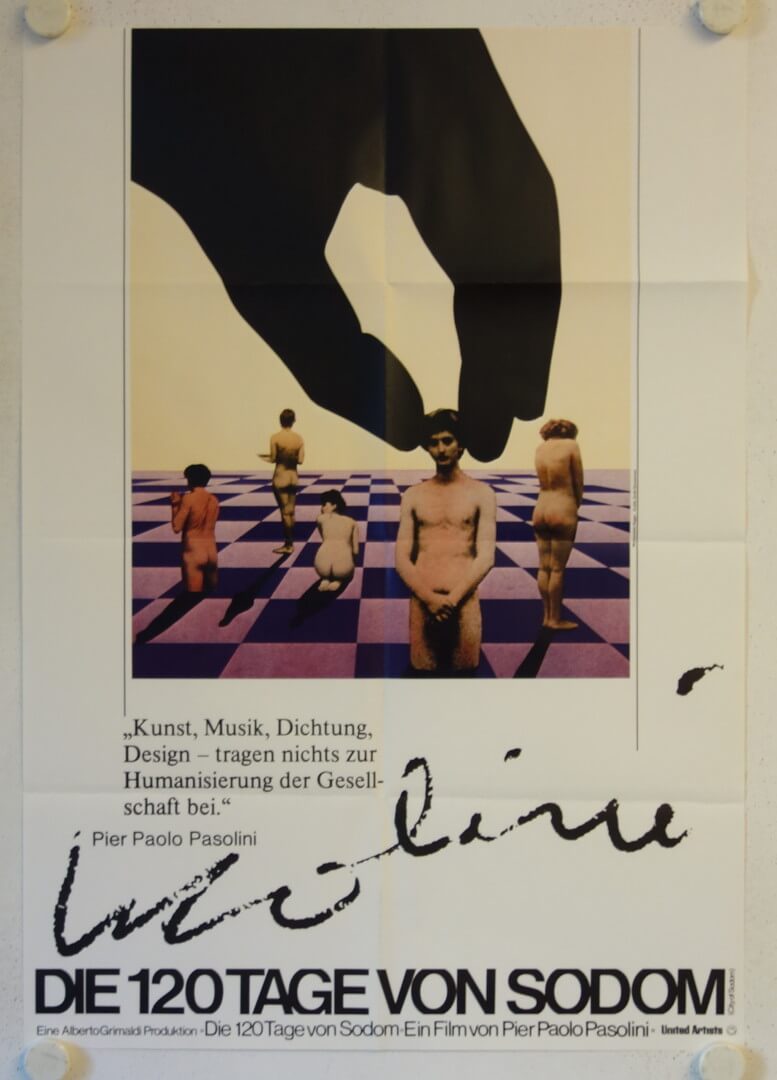 „Kunst, Musik, Dichtung,
Design – tragen nichts zur
Humanisierung der Gesell-
schaft bei.“
Pier Paolo Pasolini
DIE 120 TAGE VON SODOM
Eine Alberto Grimaldi Produktion · Die 120 Tage von Sodom · Ein Film von Pier Paolo Pasolini · United Artists